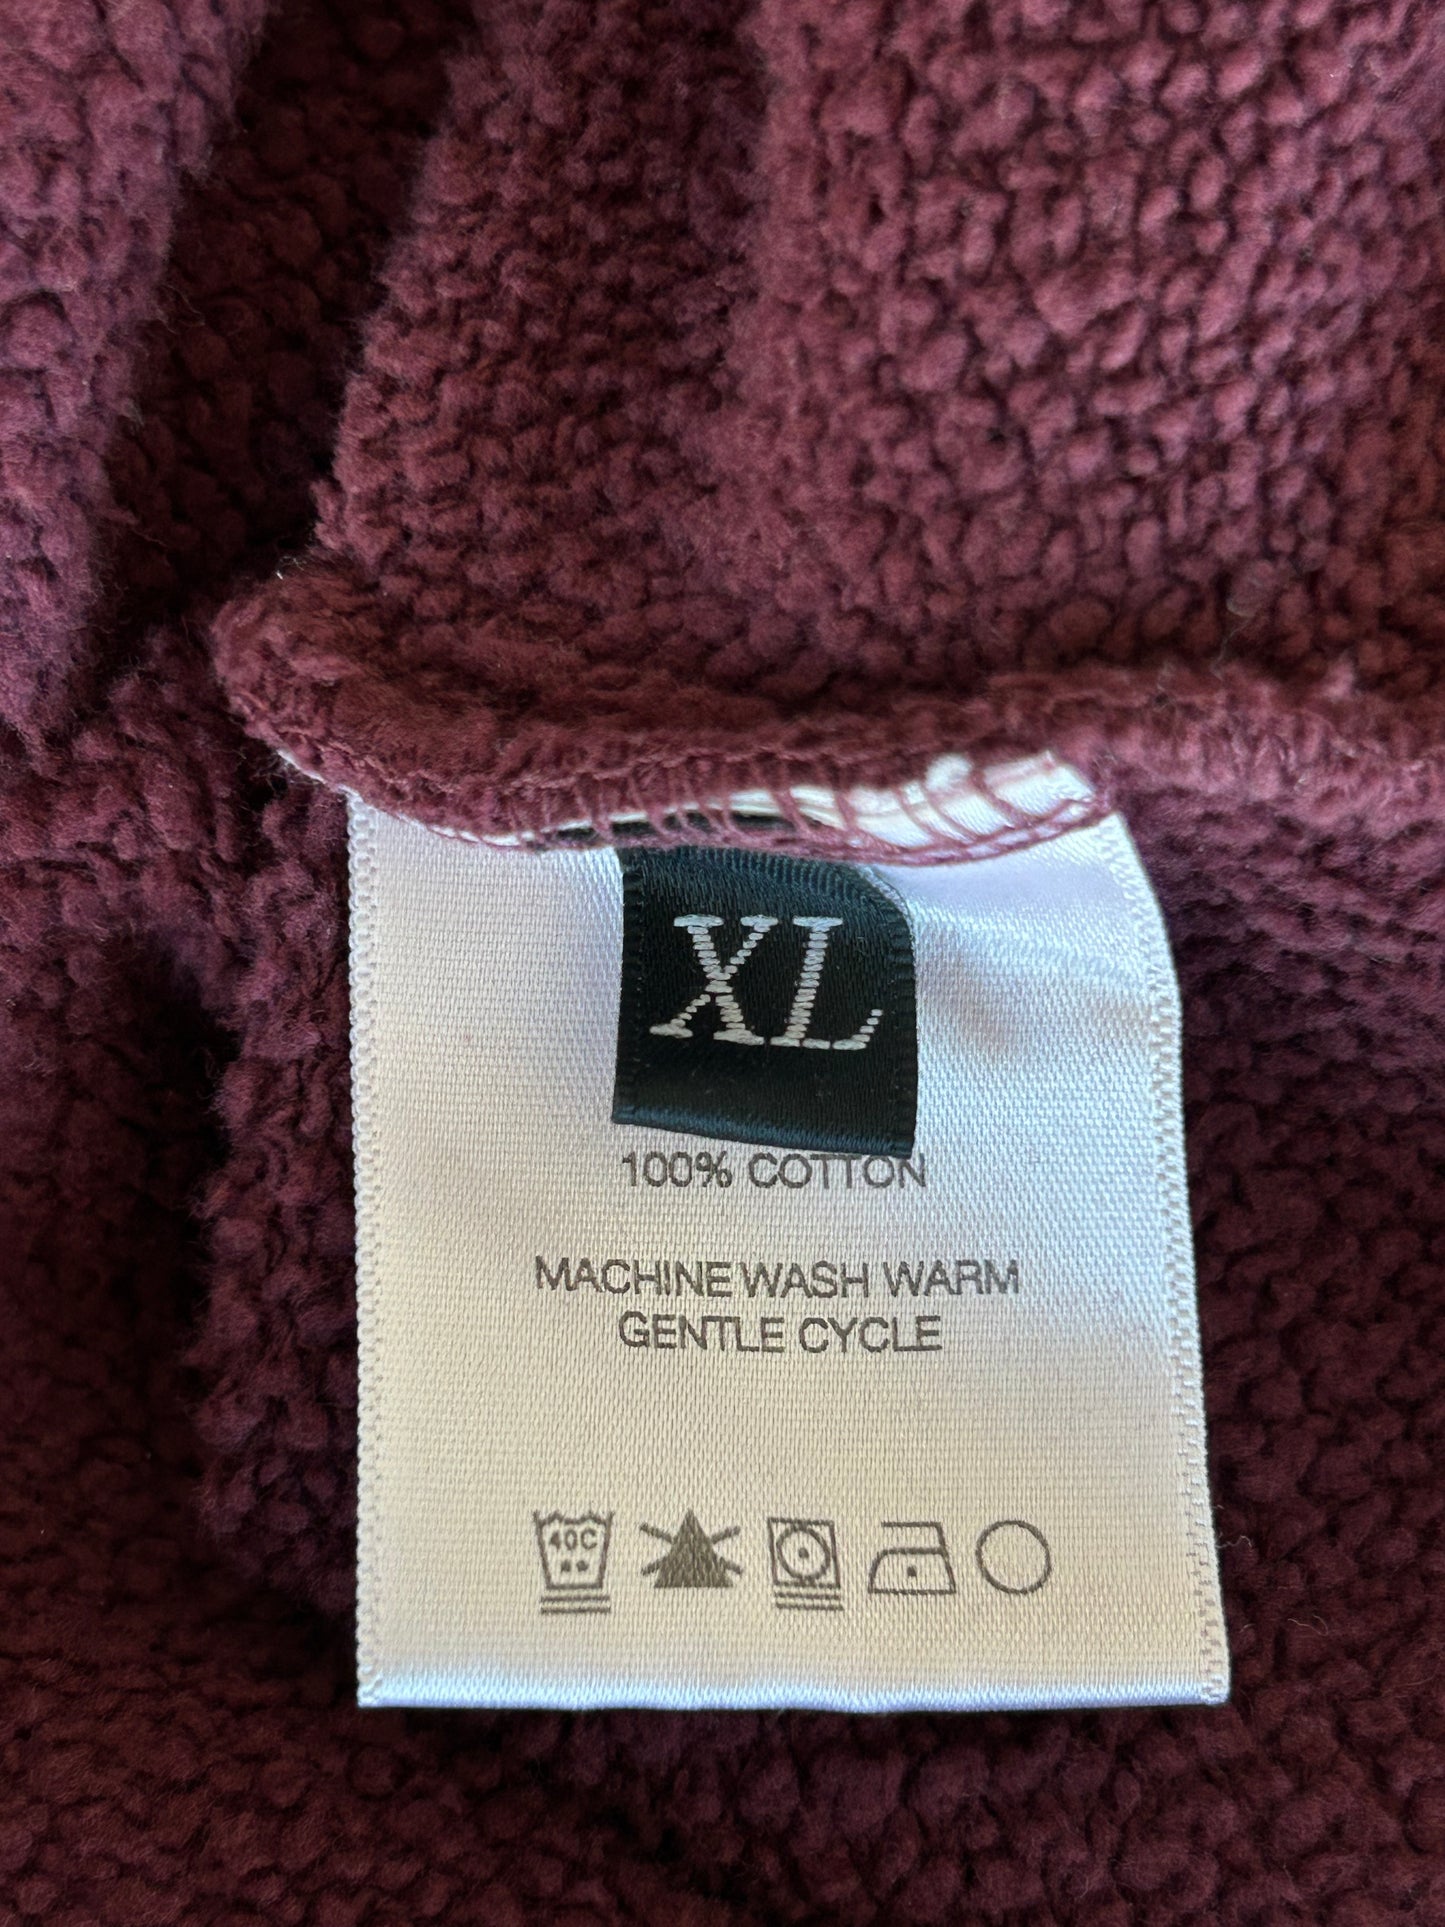 XL
100% COTTON
MACHINE WASH WARM
GENTLE CYCLE
40C